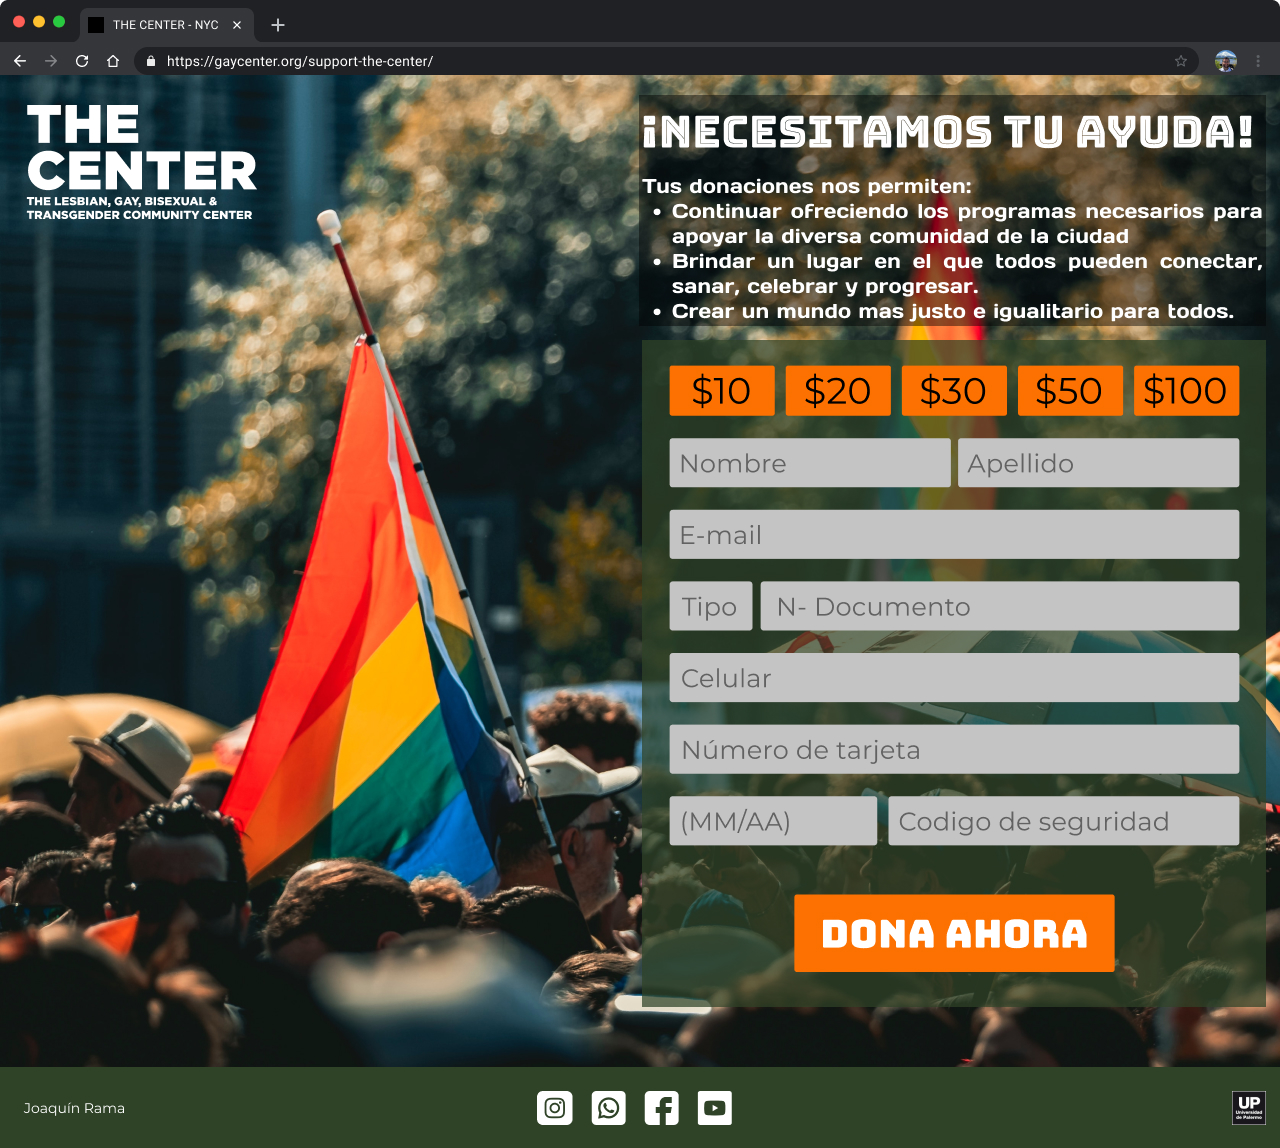 THE CENTER - NYC
https://gaycenter.org/support-the-center/
THE
CENTER
THE LESBIAN, GAY, BISEXUAL &
TRANSGENDER COMMUNITY CENTER
¡NECESITAMOS TU AYUDA!
Tus donaciones nos permiten:
• Continuar ofreciendo los programas necesarios para
apoyar la diversa comunidad de la ciudad
• Brindar un lugar en el que todos pueden conectar,
sanar, celebrar y progresar.
• Crear un mundo mas justo e igualitario para todos.
$10 $20 $30 $50 $100
Nombre Apellido
E-mail
Tipo N- Documento
Celular
Número de tarjeta
(MM/AA) Codigo de seguridad
DONA AHORA
Joaquín Rama
UP
Universidad
de Palermo